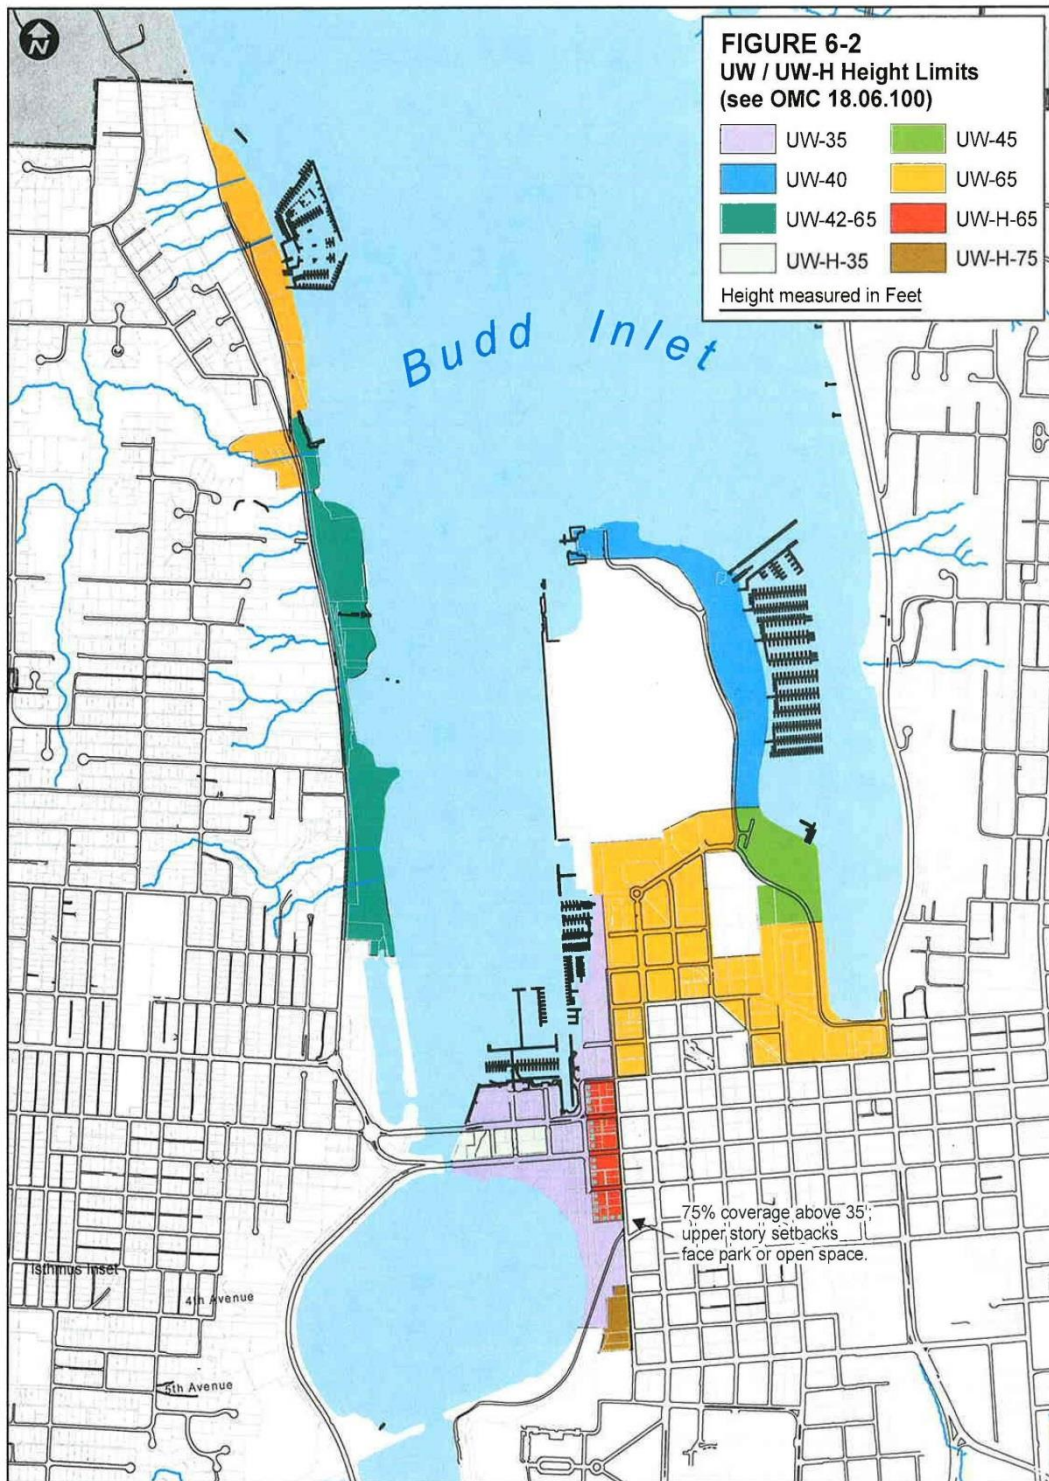 N
FIGURE 6-2
UW / UW-H Height Limits
(see OMC 18.06.100)
UW-35
UW-45
UW-40
UW-65
UW-42-65
UW-H-65
UW-H-35
UW-H-75
Height measured in Feet
Budd Inlet
75% coverage above 35';
upper story setbacks
face park or open space.
Isthmus Inset
4th Avenue
5th Avenue